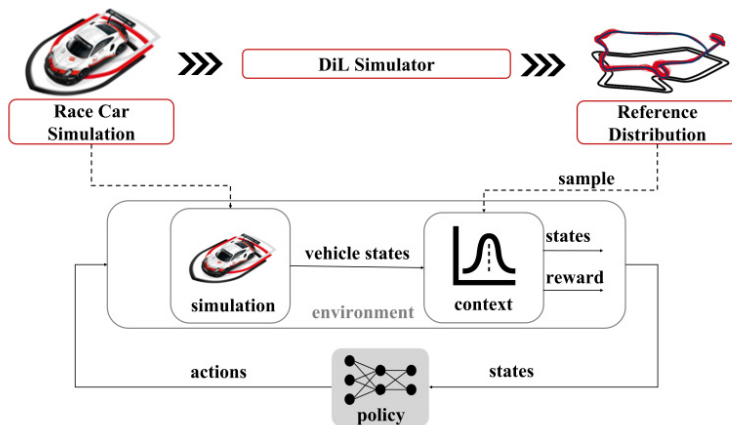 DiL Simulator
Race Car
Simulation
Reference
Distribution
sample
vehicle states
states
reward
simulation
context
environment
actions
states
policy